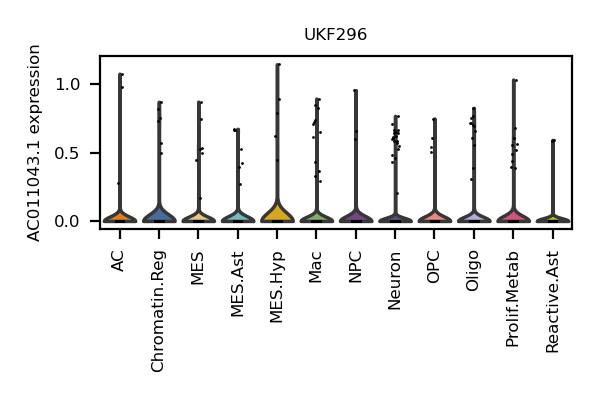 UKF296
AC011043.1 expression
1.0
0.5
0.0
AC
Chromatin.Reg
MES
MES.Ast
MES.Hyp
Mac
NPC
Neuron
OPC
Oligo
Prolif.Metab
Reactive.Ast